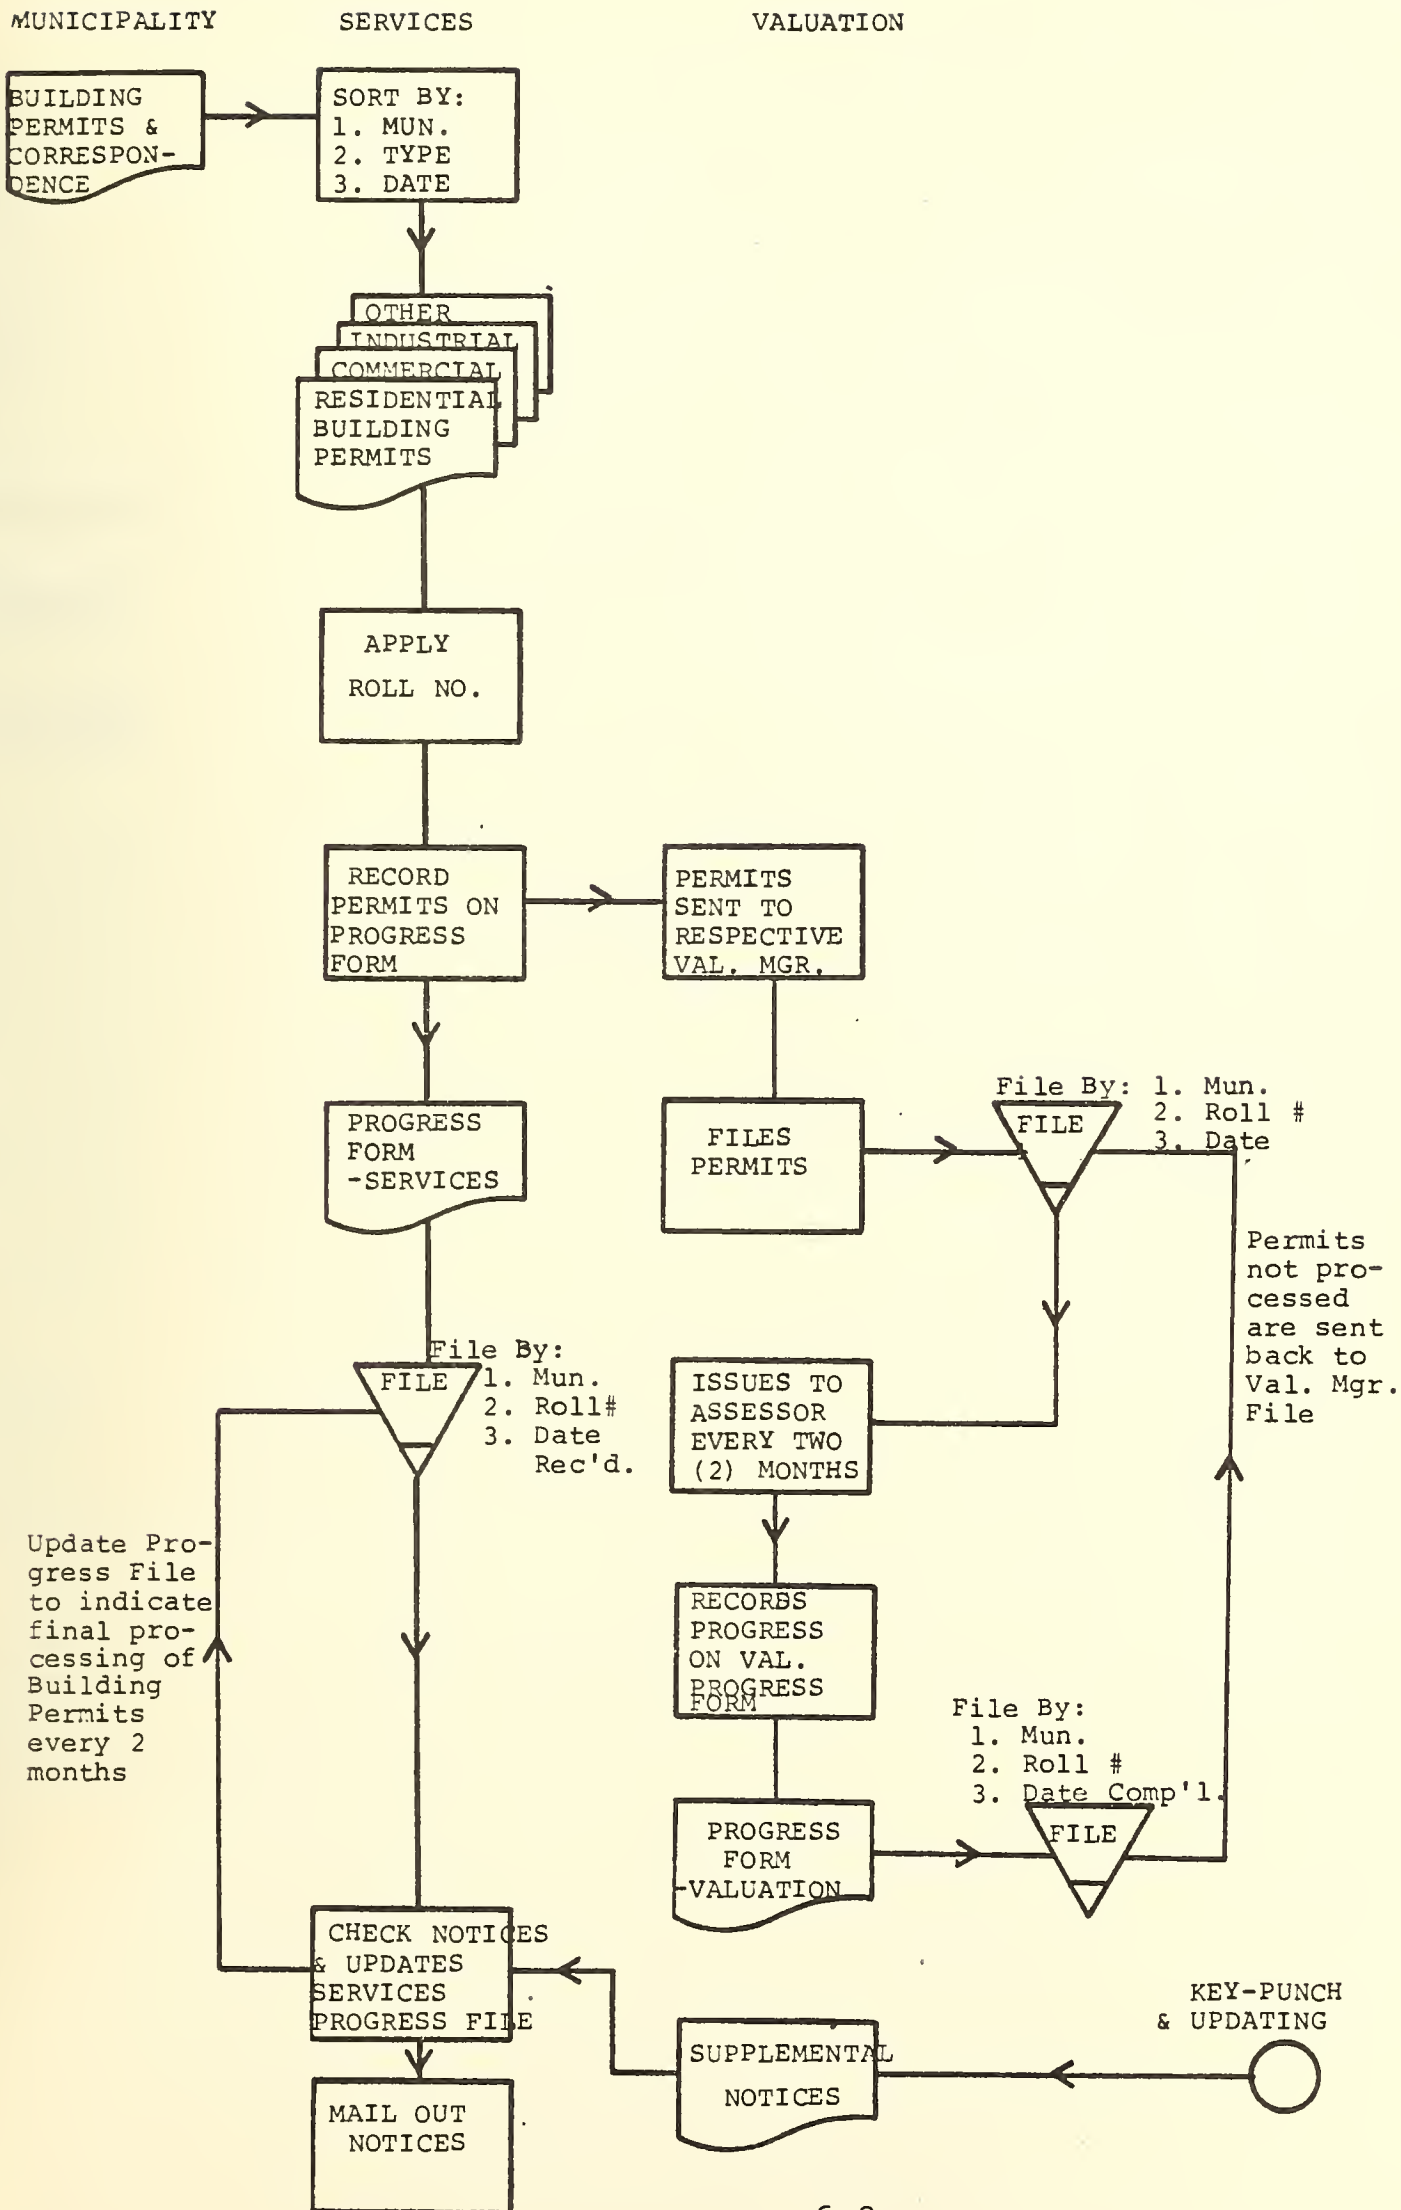 MUNICIPALITY SERVICES VALUATION
BUILDING
PERMITS &
CORRESPON-
DENCE
SORT BY:
1. MUN.
2. TYPE
3. DATE
OTHER
INDUSTRIAL
COMMERCIAL
RESIDENTIAL
BUILDING
PERMITS
APPLY
ROLL NO.
RECORD
PERMITS ON
PROGRESS
FORM
PERMITS
SENT TO
RESPECTIVE
VAL. MGR.
PROGRESS
FORM
-SERVICES
FILES
PERMITS
File By: 1. Mun.
2. Roll #
3. Date
FILE
Permits
not pro-
cessed
are sent
back to
Val. Mgr.
File
File By:
1. Mun.
2. Roll#
3. Date
Rec'd.
FILE
ISSUES TO
ASSESSOR
EVERY TWO
(2) MONTHS
Update Pro-
gress File
to indicate
final pro-
cessing of
Building
Permits
every 2
months
RECORDS
PROGRESS
ON VAL.
PROGRESS
FORM
File By:
1. Mun.
2. Roll #
3. Date Comp'l.
FILE
PROGRESS
FORM
-VALUATION
CHECK NOTICES
& UPDATES
SERVICES
PROGRESS FILE
KEY-PUNCH
& UPDATING
SUPPLEMENTAL
NOTICES
MAIL OUT
NOTICES